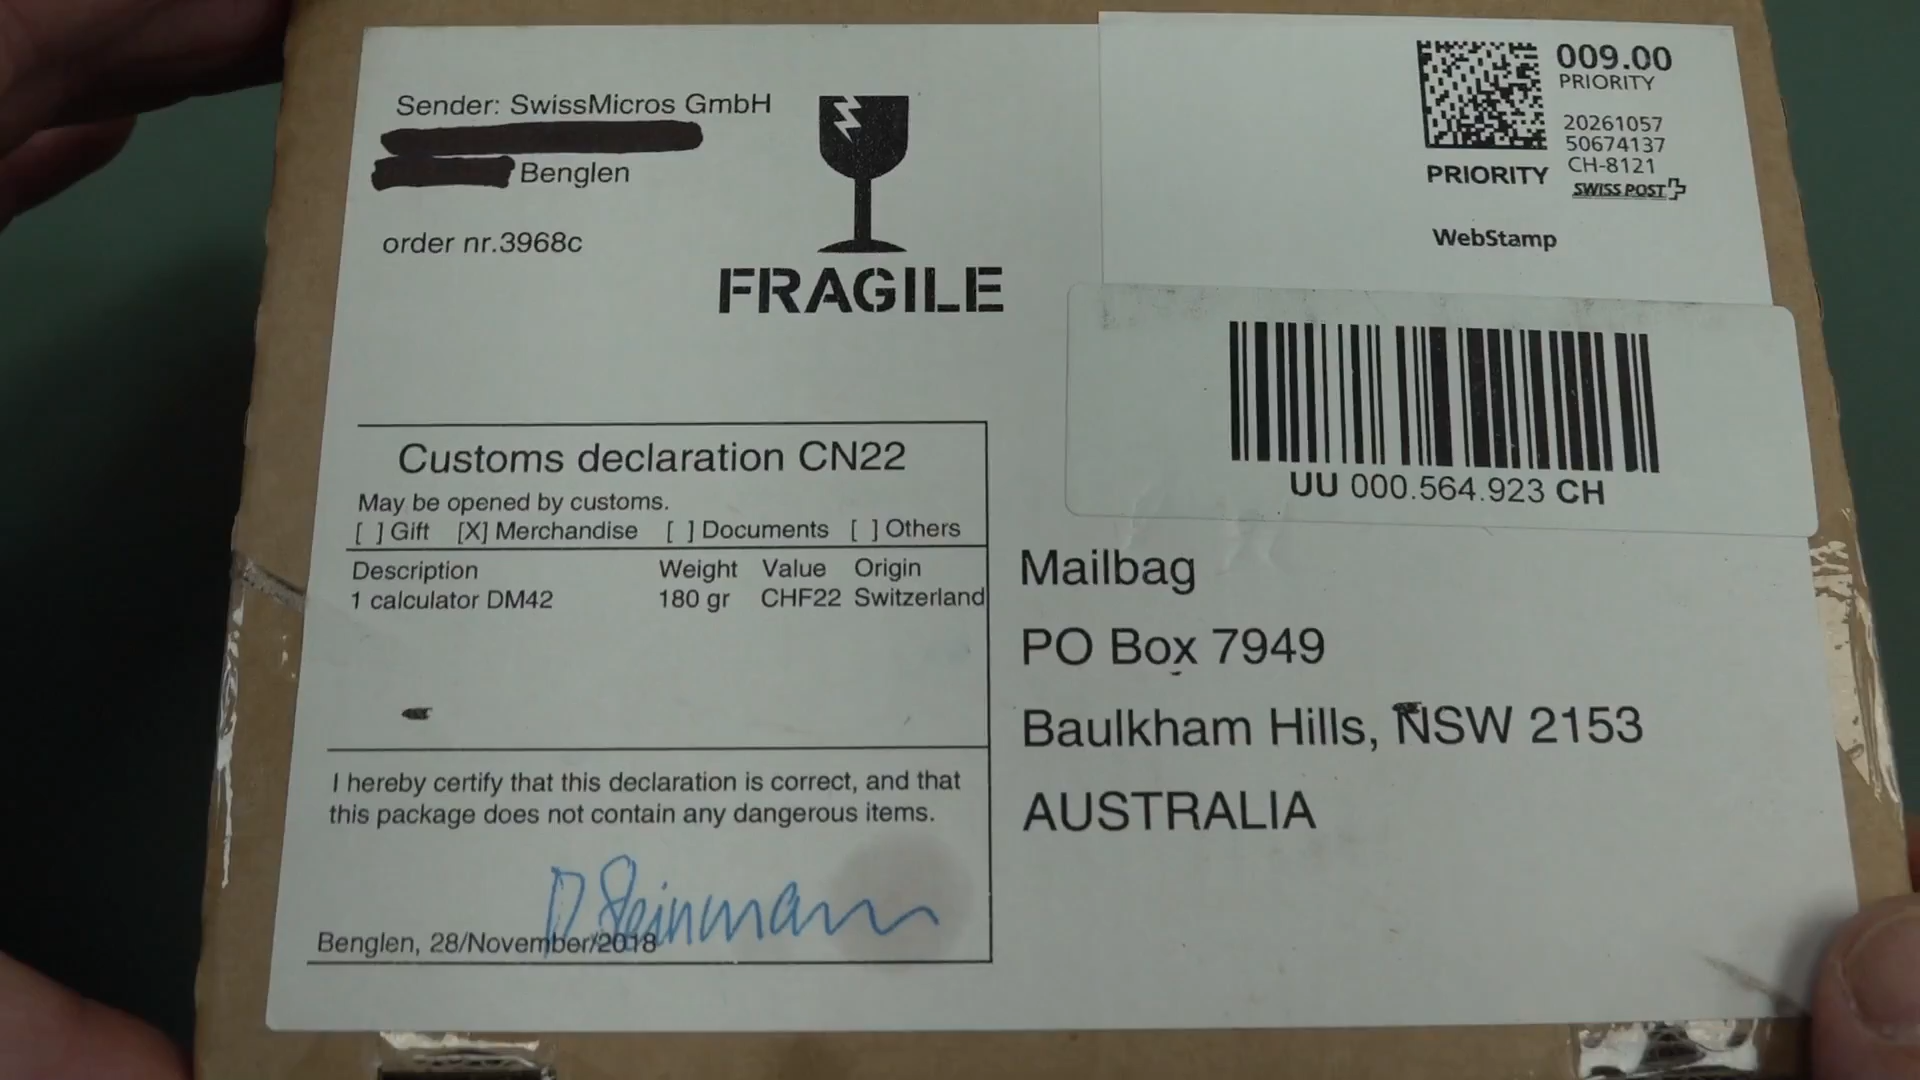 Sender: SwissMicros GmbH
Benglen
order nr.3968c
FRAGILE
009.00
PRIORITY
20261057
50674137
CH-8121
PRIORITY
SWISS POST
WebStamp
UU 000.564.923 CH
Customs declaration CN22
May be opened by customs.
[ ] Gift [X] Merchandise [ ] Documents [ ] Others
Description Weight Value Origin
1 calculator DM42 180 gr CHF22 Switzerland
I hereby certify that this declaration is correct, and that
this package does not contain any dangerous items.
D Steinmann
Benglen, 28/November/2018
Mailbag
PO Box 7949
Baulkham Hills, NSW 2153
AUSTRALIA